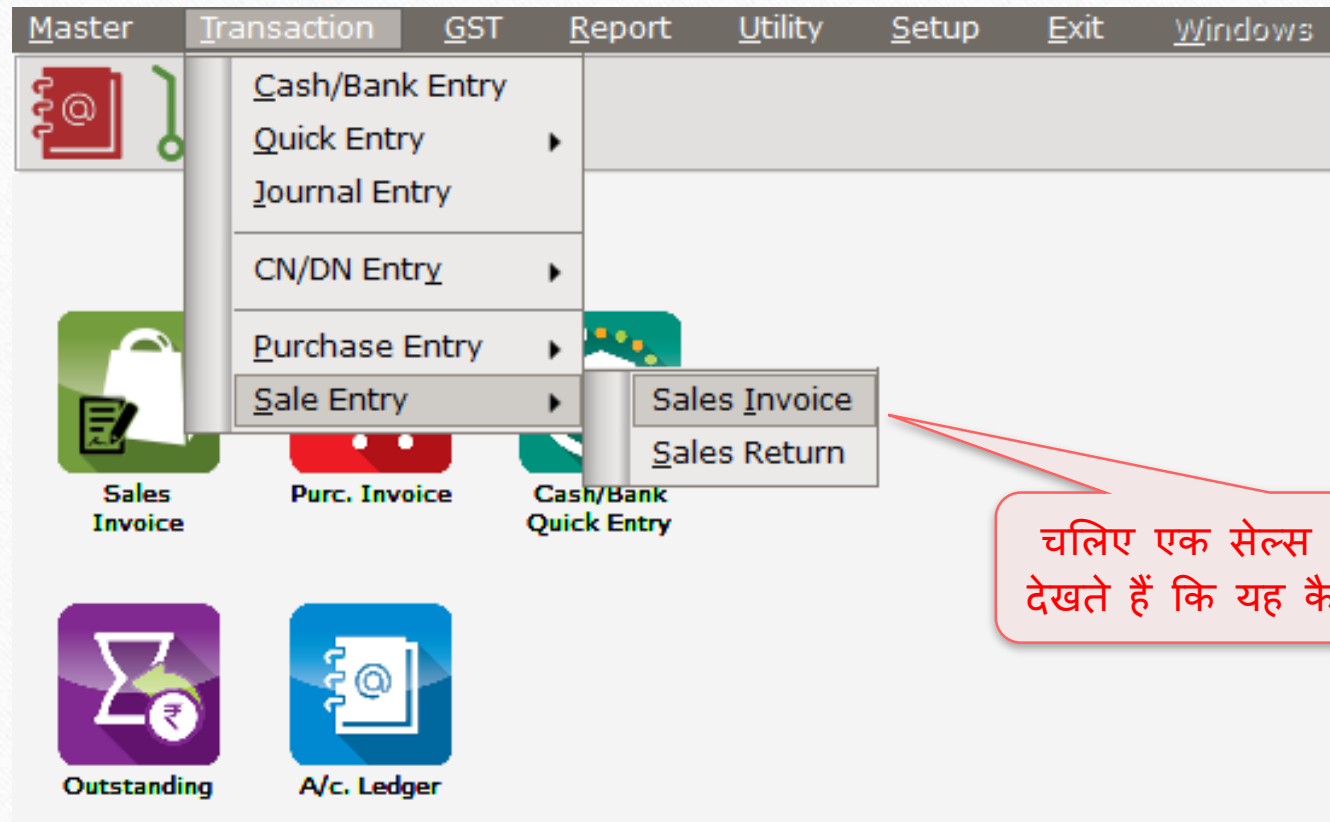 Master Transaction GST Report Utility Setup Exit Windows
Cash/Bank Entry
Quick Entry
Journal Entry
CN/DN Entry
Purchase Entry
Sale Entry
Sales Invoice
Sales Return
Sales
Invoice
Purc. Invoice
Cash/Bank
Quick Entry
चलिए एक सेल्स
देखते हैं कि यह
Outstanding
A/c. Ledger